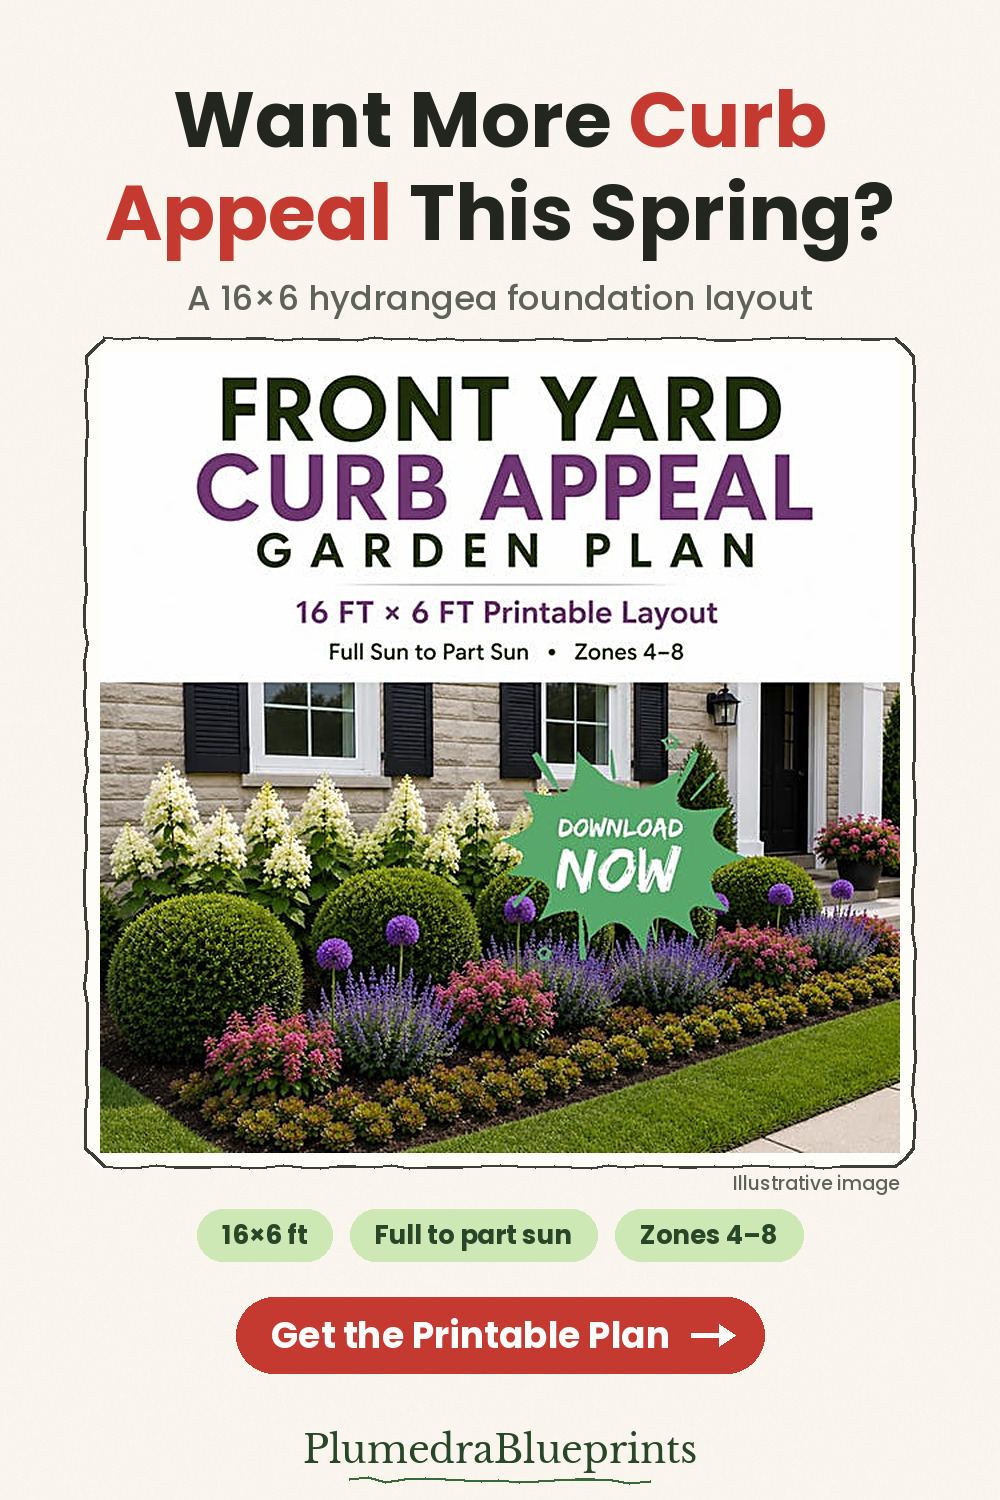 Want More Curb
Appeal This Spring?
A 16×6 hydrangea foundation layout
FRONT YARD
CURB APPEAL
GARDEN PLAN
16 FT × 6 FT Printable Layout
Full Sun to Part Sun • Zones 4–8
DOWNLOAD
NOW
Illustrative image
16×6 ft
Full to part sun
Zones 4–8
Get the Printable Plan →
PlumedraBlueprints